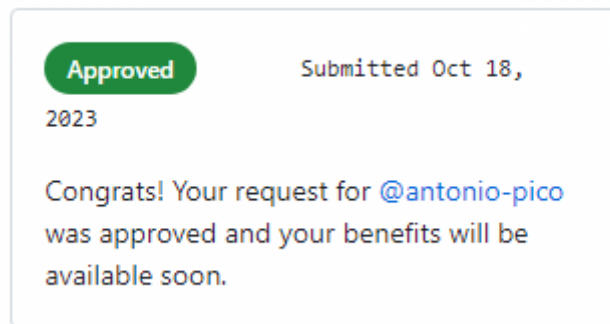 Approved Submitted Oct 18,
2023
Congrats! Your request for @antonio-pico
was approved and your benefits will be
available soon.